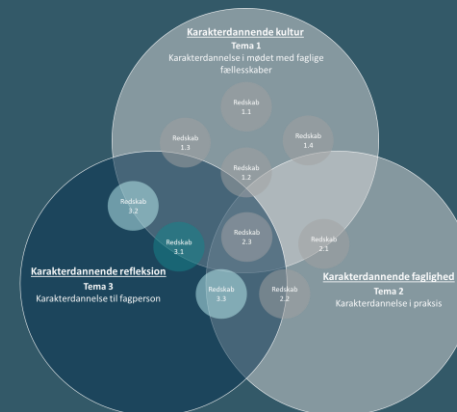 Karakterdannende kultur
Tema 1
Karakterdannelse i mødet med faglige
fællesskaber
Redskab
1.1
Redskab
1.3
Redskab
1.4
Redskab
1.2
Redskab
3.2
Redskab
3.1
Redskab
2.3
Redskab
2.1
Karakterdannende refleksion
Tema 3
Karakterdannelse til fagperson
Karakterdannende faglighed
Tema 2
Karakterdannelse i praksis
Redskab
3.3
Redskab
2.2